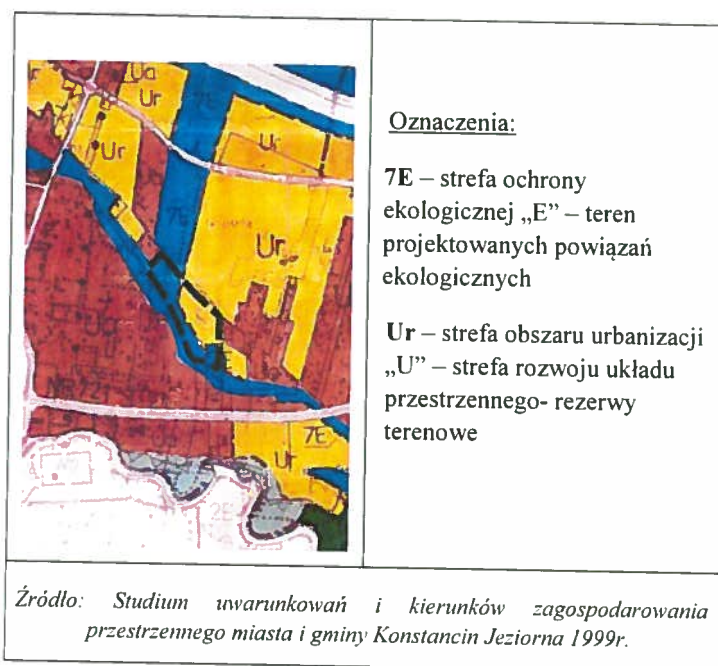 Ua
Ur
7E
Ur
Ur
7E
Ur
7E
Ur
Oznaczenia:
7E – strefa ochrony
ekologicznej „E” – teren
projektowanych powiązań
ekologicznych
Ur – strefa obszaru urbanizacji
„U” – strefa rozwoju układu
przestrzennego- rezerwy
terenowe
Źródło: Studium uwarunkowań i kierunków zagospodarowania
przestrzennego miasta i gminy Konstancin Jeziorna 1999r.